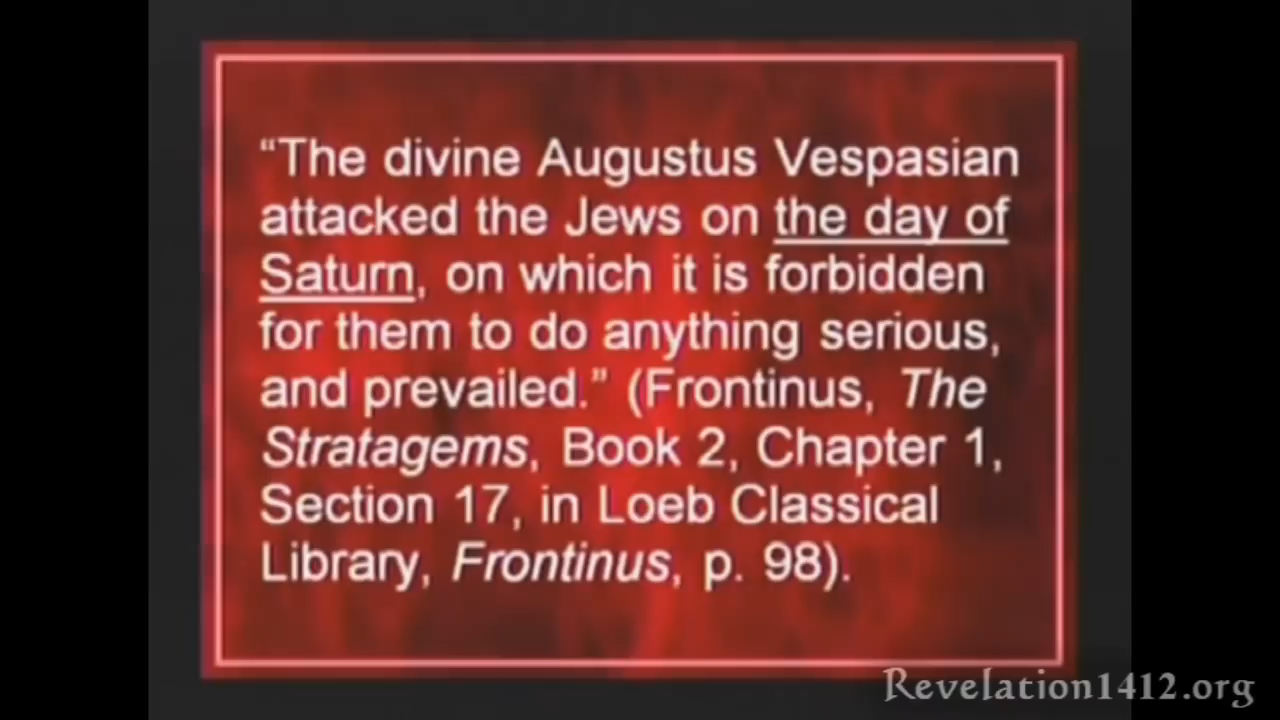 “The divine Augustus Vespasian
attacked the Jews on the day of
Saturn, on which it is forbidden
for them to do anything serious,
and prevailed.” (Frontinus, The
Stratagems, Book 2, Chapter 1,
Section 17, in Loeb Classical
Library, Frontinus, p. 98).
Revelation1412.org